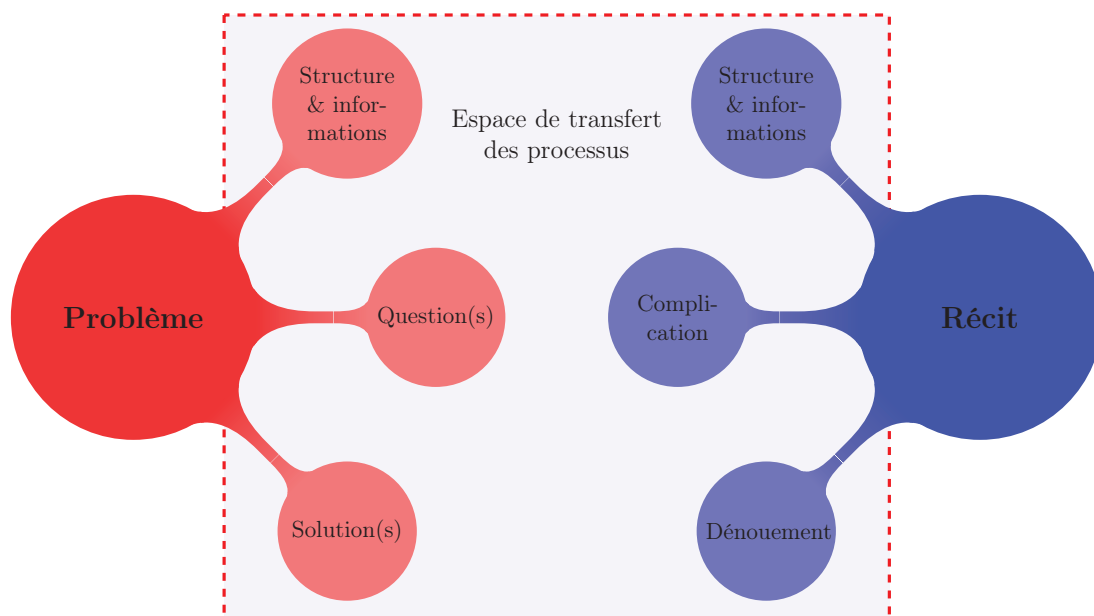 Structure
& infor-
mations
Structure
& infor-
mations
Espace de transfert
des processus
Problème
Question(s)
Compli-
cation
Récit
Solution(s)
Dénouement